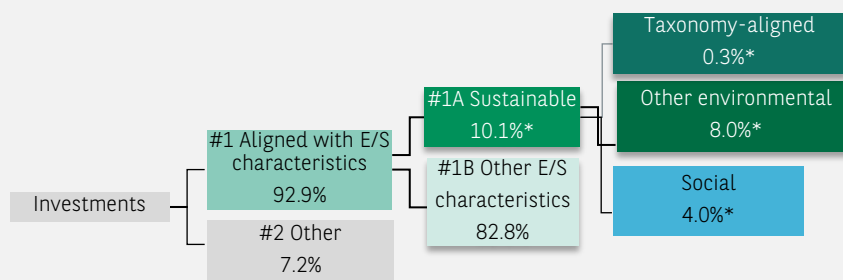 Investments
#1 Aligned with E/S
characteristics
92.9%
#2 Other
7.2%
#1A Sustainable
10.1%*
#1B Other E/S
characteristics
82.8%
Taxonomy-aligned
0.3%*
Other environmental
8.0%*
Social
4.0%*